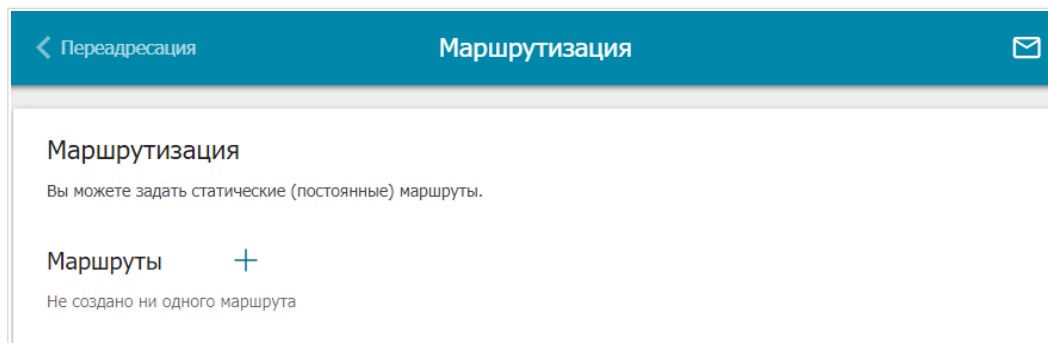 Переадресация
Маршрутизация
Маршрутизация
Вы можете задать статические (постоянные) маршруты.
Маршруты
Не создано ни одного маршрута